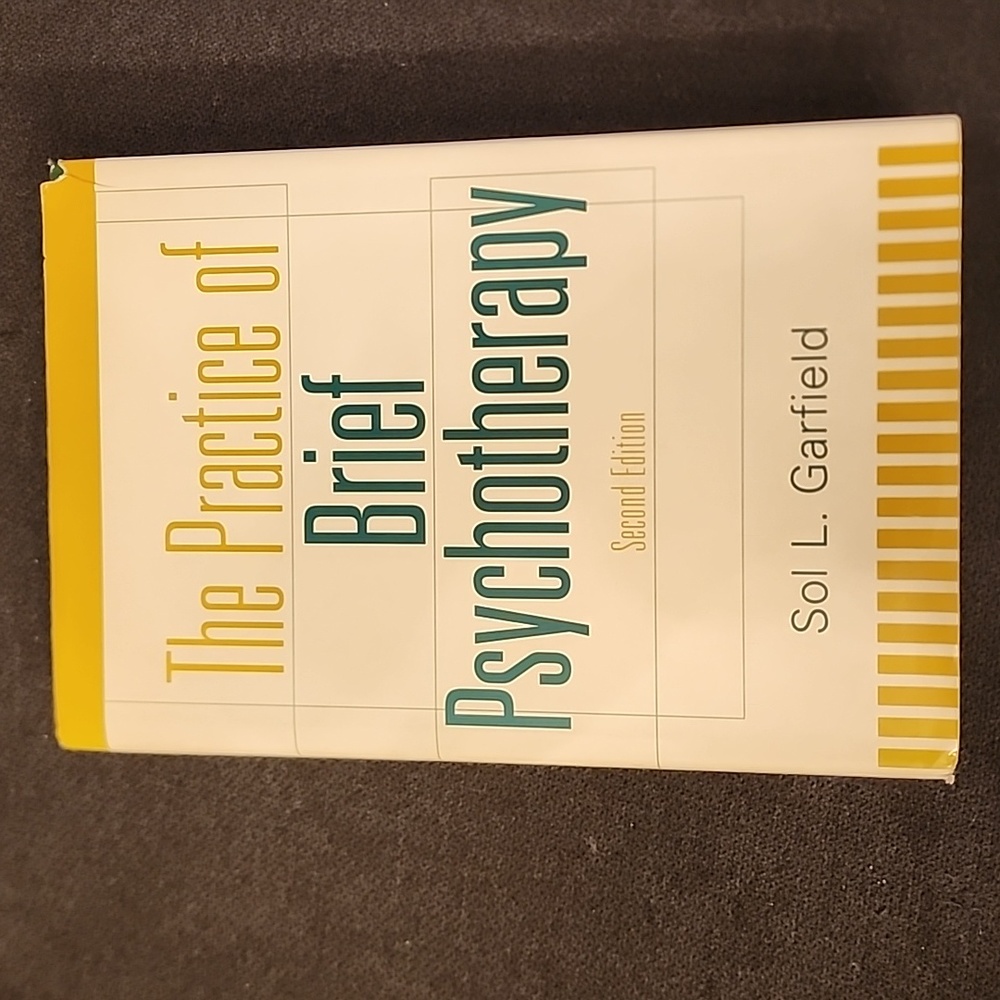 The Practice of
Brief
Psychotherapy
Second Edition
Sol L. Garfield